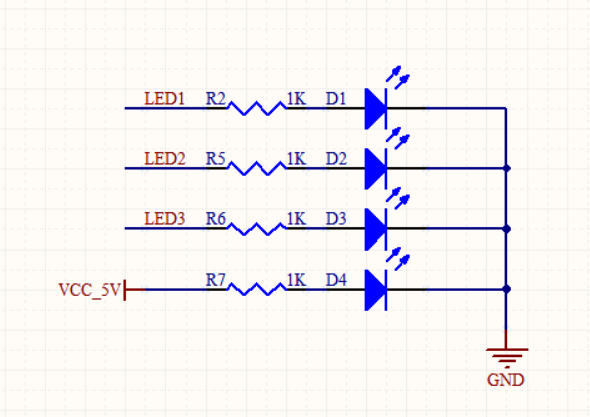 LED1 R2 1K D1
LED2 R5 1K D2
LED3 R6 1K D3
VCC_5V R7 1K D4
GND